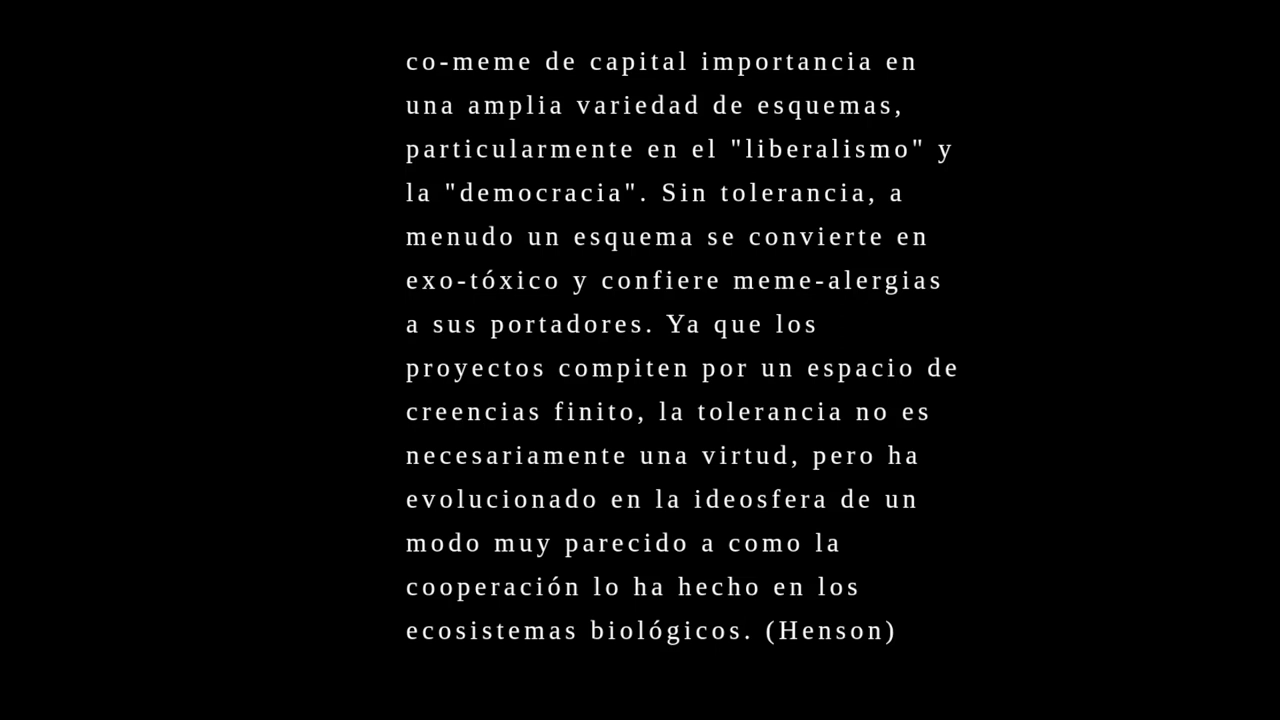 co-meme de capital importancia en
una amplia variedad de esquemas,
particularmente en el "liberalismo" y
la "democracia". Sin tolerancia, a
menudo un esquema se convierte en
exo-tóxico y confiere meme-alergias
a sus portadores. Ya que los
proyectos compiten por un espacio de
creencias finito, la tolerancia no es
necesariamente una virtud, pero ha
evolucionado en la ideosfera de un
modo muy parecido a como la
cooperación lo ha hecho en los
ecosistemas biológicos. (Henson)